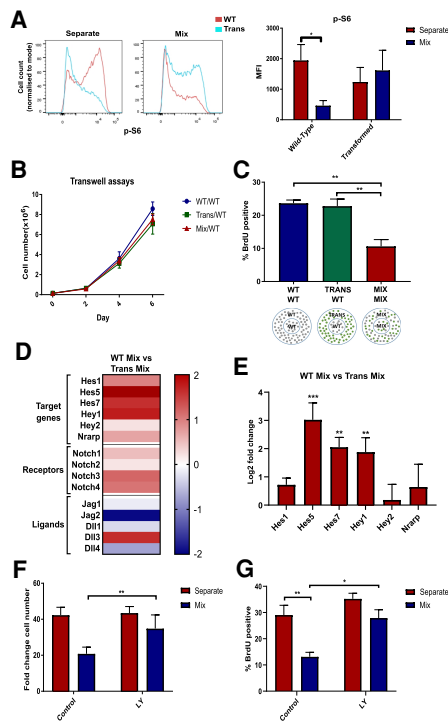 A
Separate
Mix
WT
Trans
Cell count
(normalised to mode)
100
80
60
40
20
0
p-S6
p-S6
MFI
3000
2000
1000
0
*
Separate
Mix
Wild-Type
Transformed
B
Transwell assays
Cell number(x10⁶)
10
8
6
4
2
0
0 2 4 6
Day
WT/WT
Trans/WT
Mix/WT
C
% BrdU positive
30
20
10
0
**
**
WT TRANS MIX
WT WT MIX
WT TRANS MIX
WT WT MIX
D
WT Mix vs
Trans Mix
Target
genes
Hes1
Hes5
Hes7
Hey1
Hey2
Nrarp
Receptors
Notch1
Notch2
Notch3
Notch4
Ligands
Jag1
Jag2
Dll1
Dll3
Dll4
2
1
0
-1
-2
E
WT Mix vs Trans Mix
Log2 fold change
4
3
2
1
0
***
**
**
Hes1
Hes5
Hes7
Hey1
Hey2
Nrarp
F
Fold change cell number
60
40
20
0
**
Separate
Mix
Control
LY
G
% BrdU positive
40
30
20
10
0
**
*
Separate
Mix
Control
LY